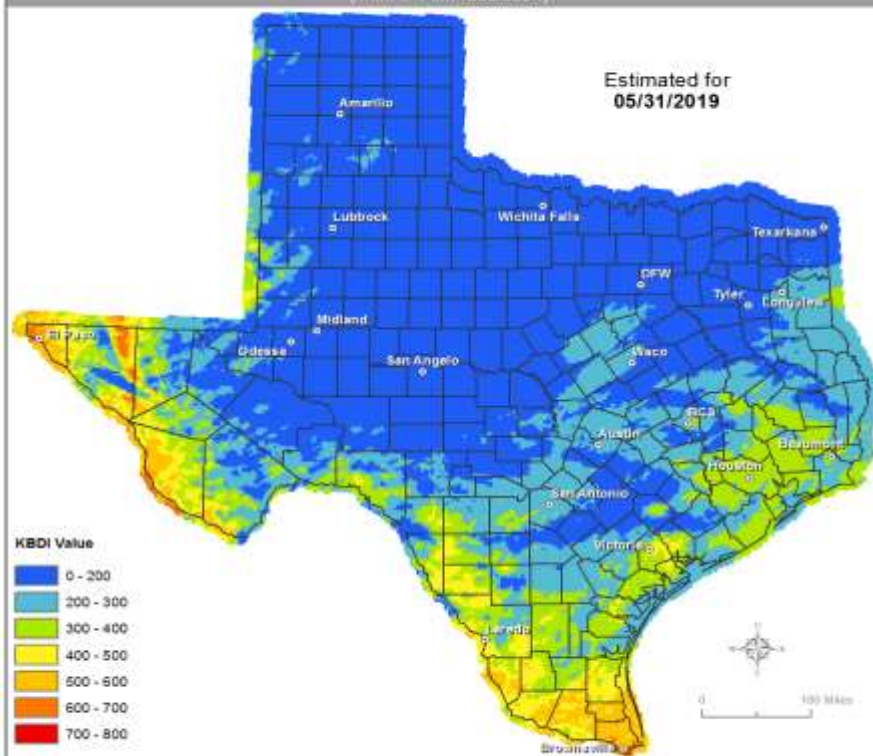 Estimated for
05/31/2019
Amarillo
Lubbock
Wichita Falls
Texarkana
DFW
Tyler
Longview
El Paso
Midland
Odessa
San Angelo
Waco
BCS
Austin
Beaumont
Houston
San Antonio
Victoria
Laredo
Brownsville
KBDI Value
0 - 200
200 - 300
300 - 400
400 - 500
500 - 600
600 - 700
700 - 800
0 100 Miles